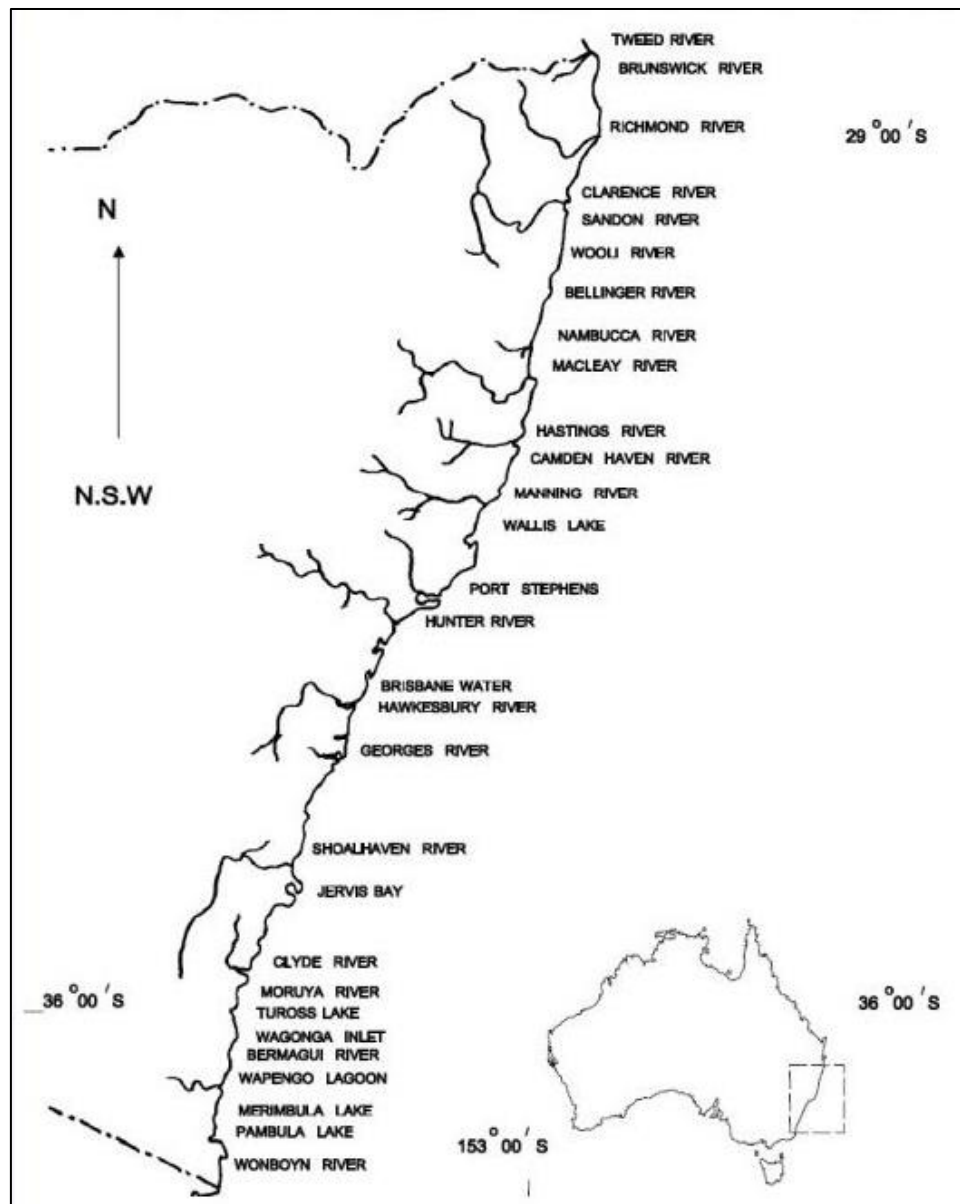 TWEED RIVER
BRUNSWICK RIVER
RICHMOND RIVER
29 °00 ′S
CLARENCE RIVER
N
SANDON RIVER
WOOLI RIVER
BELLINGER RIVER
NAMBUCCA RIVER
MACLEAY RIVER
HASTINGS RIVER
CAMDEN HAVEN RIVER
N.S.W
MANNING RIVER
WALLIS LAKE
PORT STEPHENS
HUNTER RIVER
BRISBANE WATER
HAWKESBURY RIVER
GEORGES RIVER
SHOALHAVEN RIVER
JERVIS BAY
CLYDE RIVER
MORUYA RIVER
36 °00 ′S
36 °00 ′S
TUROSS LAKE
WAGONGA INLET
BERMAGUI RIVER
WAPENGO LAGOON
MERIMBULA LAKE
PAMBULA LAKE
153 °00 ′S
WONBOYN RIVER